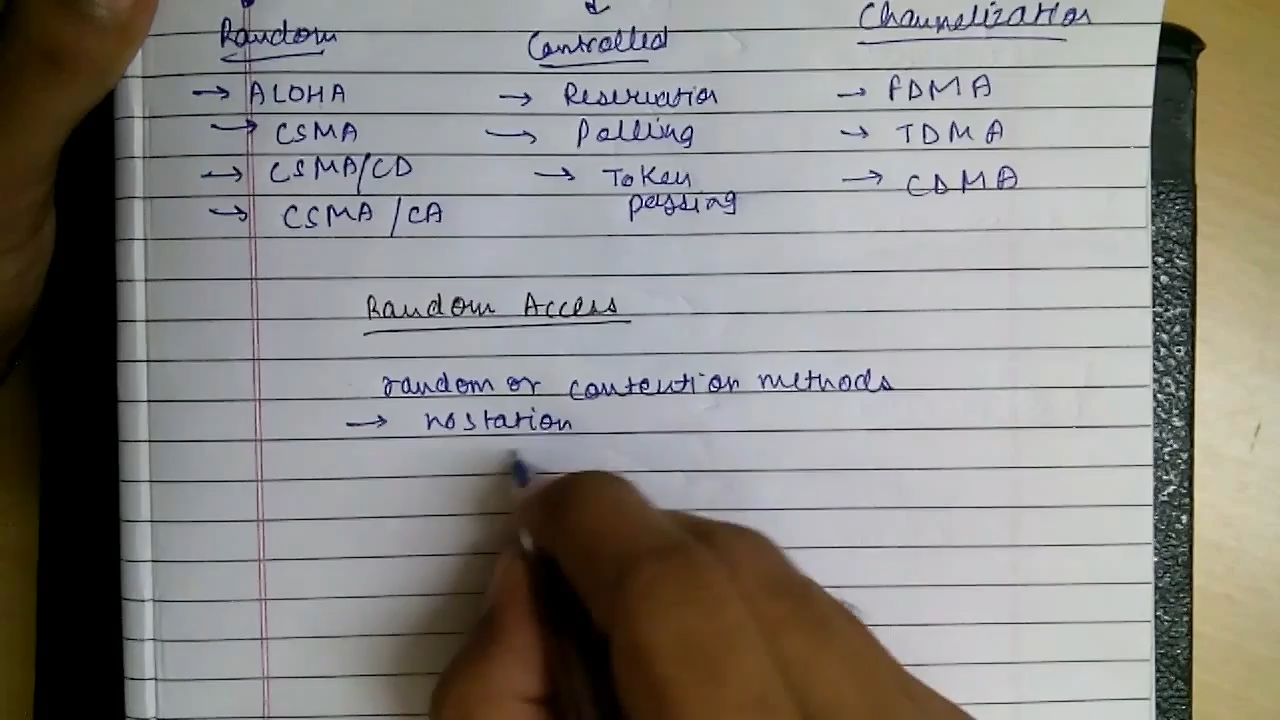 Random Controlled Channelization
→ ALOHA → Reservation → FDMA
→ CSMA → Polling → TDMA
→ CSMA/CD → Token → CDMA
→ CSMA/CA passing
Random Access
random or contention methods
→ no station